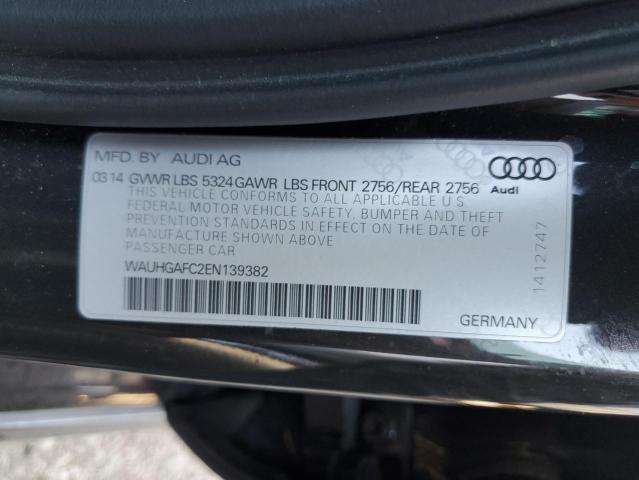 MFD. BY AUDI AG
03 14 GVWR LBS 5324 GAWR LBS FRONT 2756/REAR 2756
Audi
THIS VEHICLE CONFORMS TO ALL APPLICABLE U S
FEDERAL MOTOR VEHICLE SAFETY, BUMPER AND THEFT
PREVENTION STANDARDS IN EFFECT ON THE DATE OF
MANUFACTURE SHOWN ABOVE
PASSENGER CAR
WAUHGAFC2EN139382
GERMANY
1412747